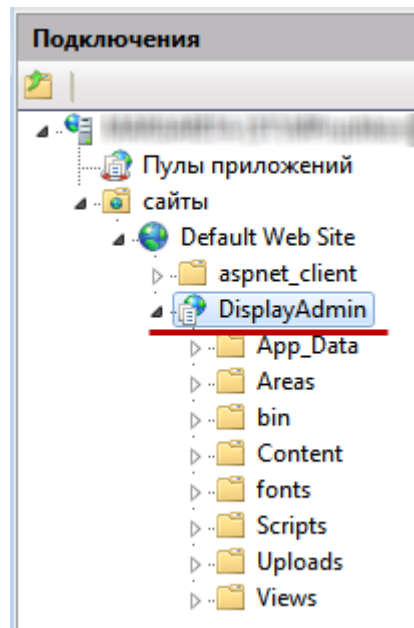 Подключения
Пулы приложений
сайты
Default Web Site
aspnet_client
DisplayAdmin
App_Data
Areas
bin
Content
fonts
Scripts
Uploads
Views